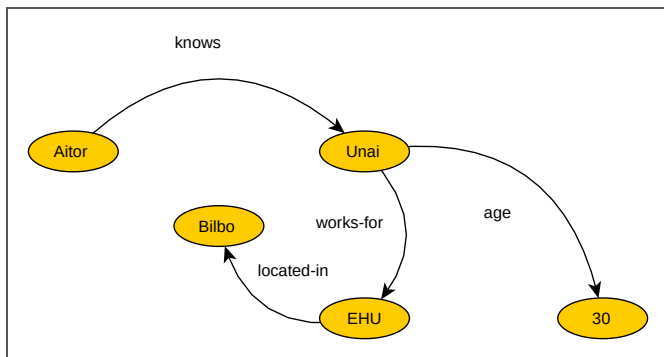 knows
Aitor
Unai
Bilbo
works-for
age
located-in
EHU
30